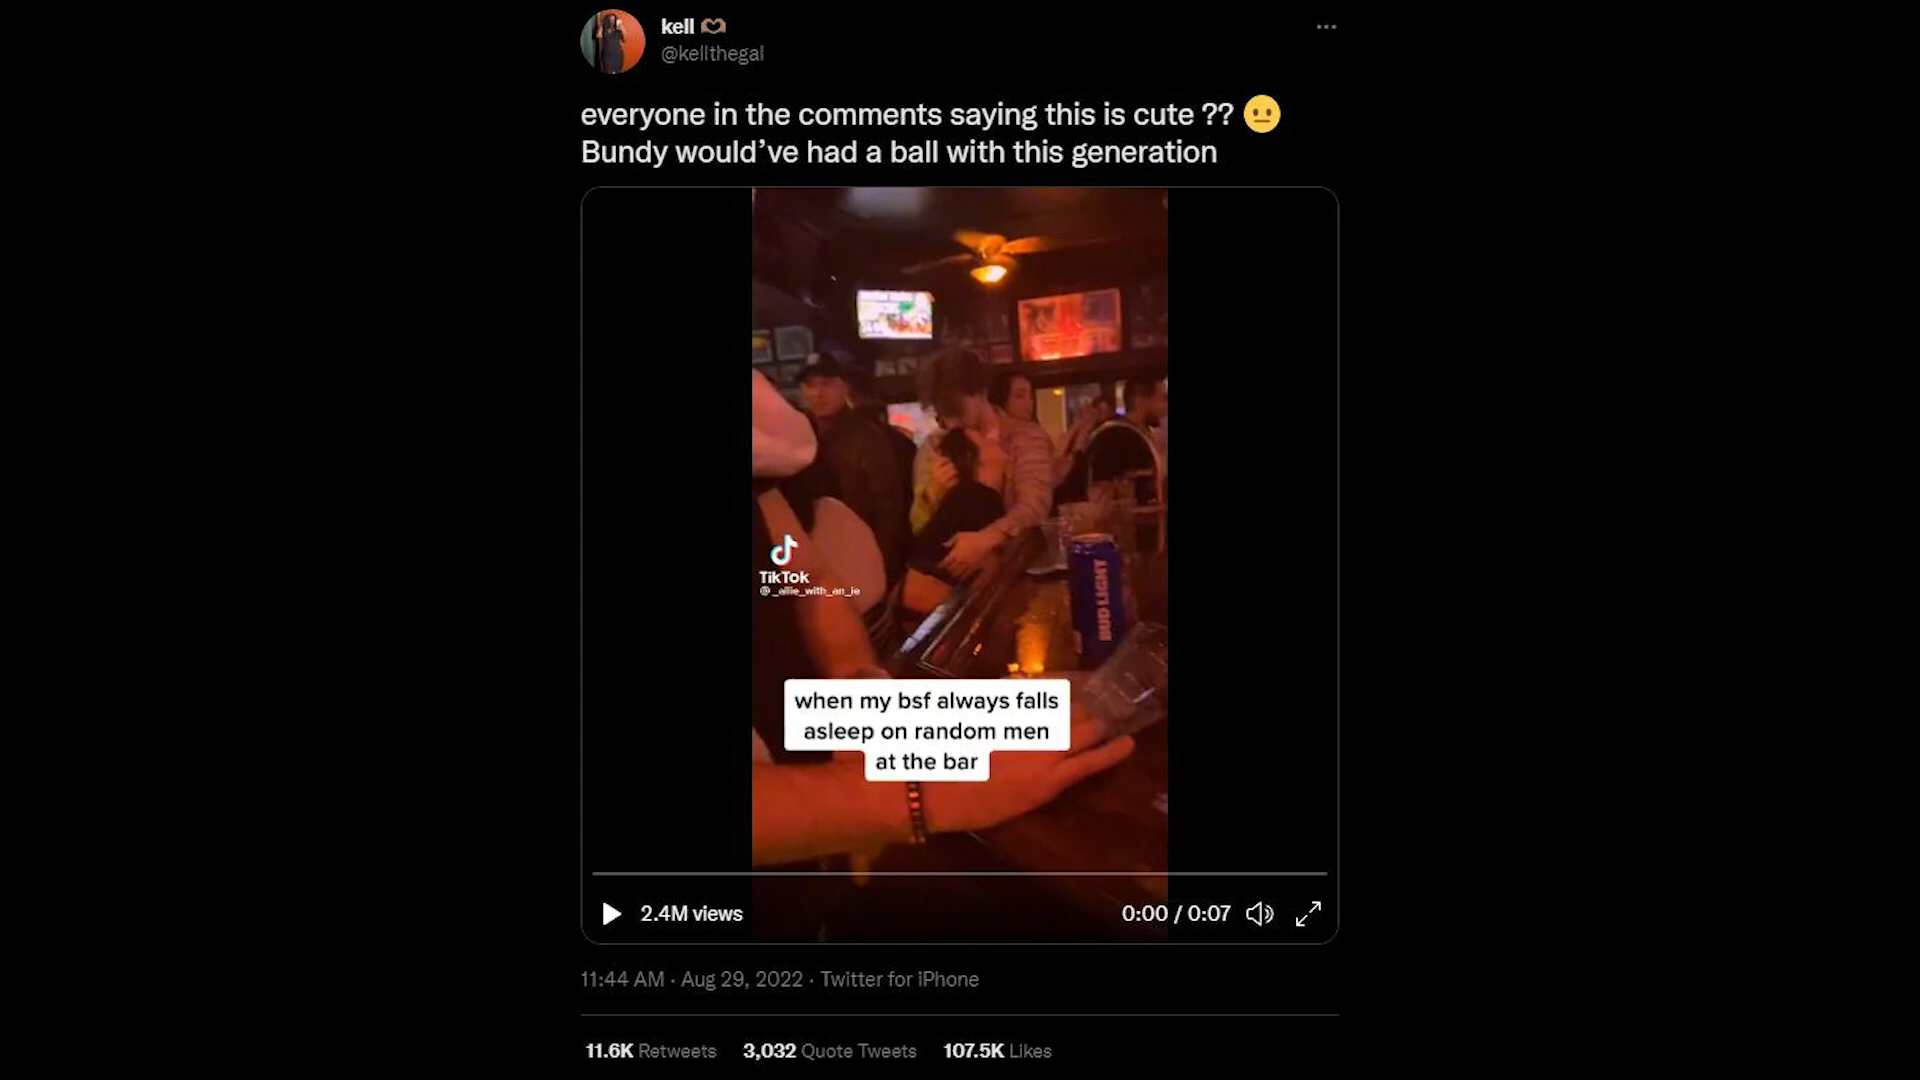 kell
@kellthegal
everyone in the comments saying this is cute ??
Bundy would’ve had a ball with this generation
TikTok
@_allie_with_an_ie
BUD LIGHT
when my bsf always falls
asleep on random men
at the bar
2.4M views
0:00 / 0:07
11:44 AM · Aug 29, 2022 · Twitter for iPhone
11.6K Retweets 3,032 Quote Tweets 107.5K Likes